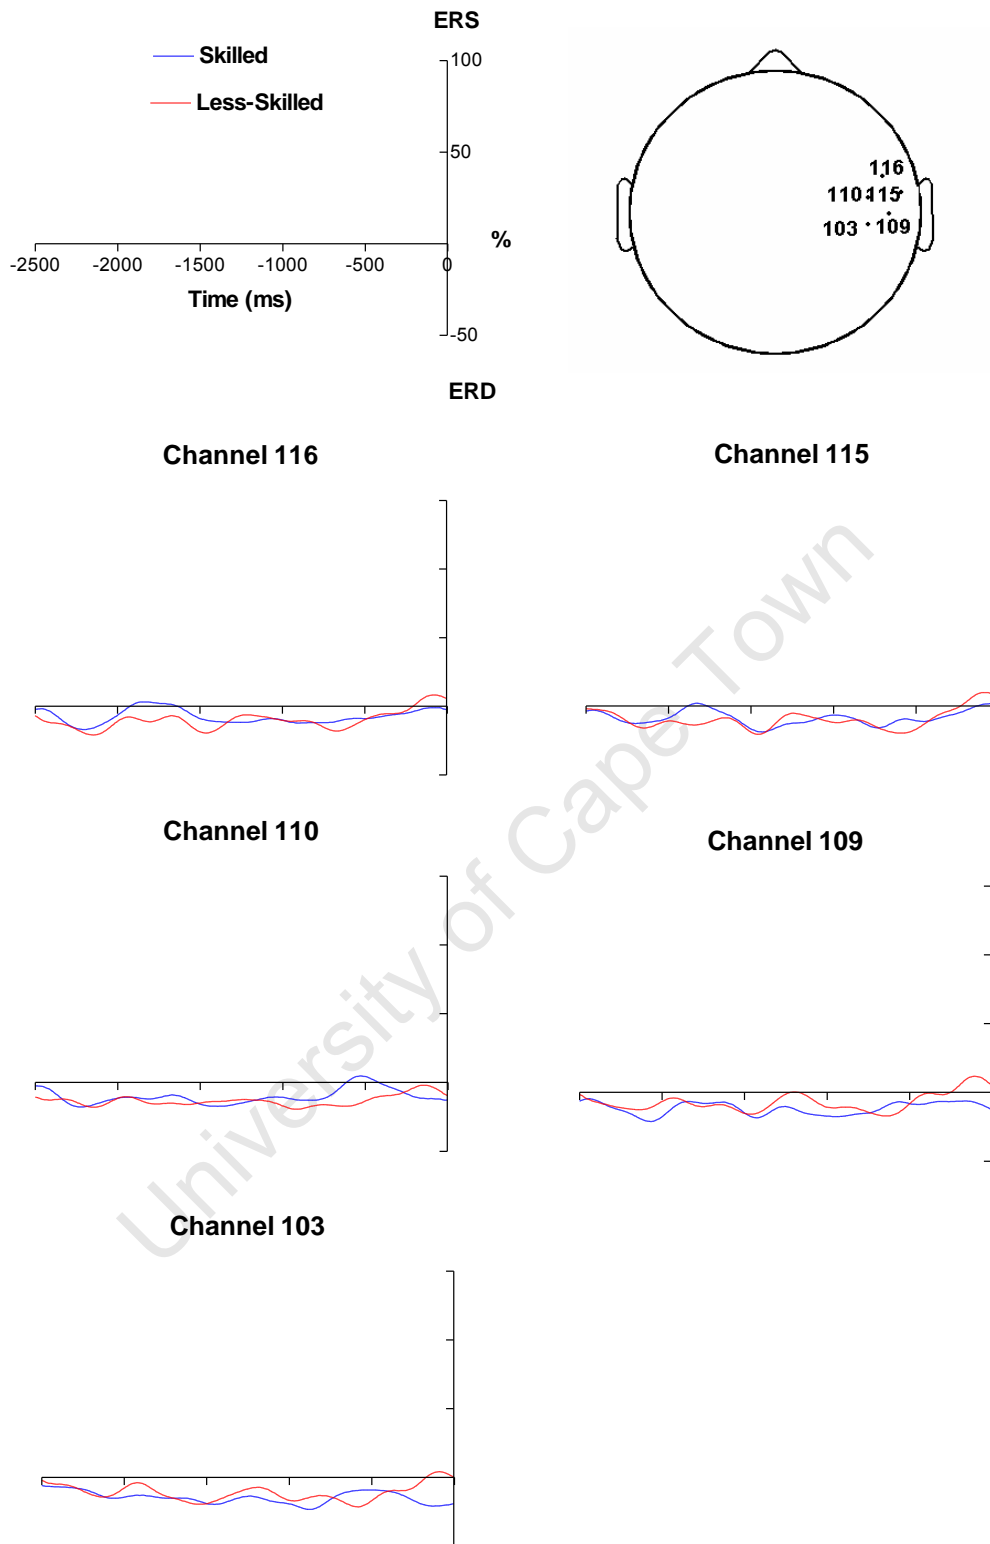 ERS
Skilled
Less-Skilled
100
50
%
-2500 -2000 -1500 -1000 -500 0
Time (ms)
-50
ERD
116
110 115
103 109
Channel 116
Channel 115
Channel 110
Channel 109
Channel 103
University of Cape Town